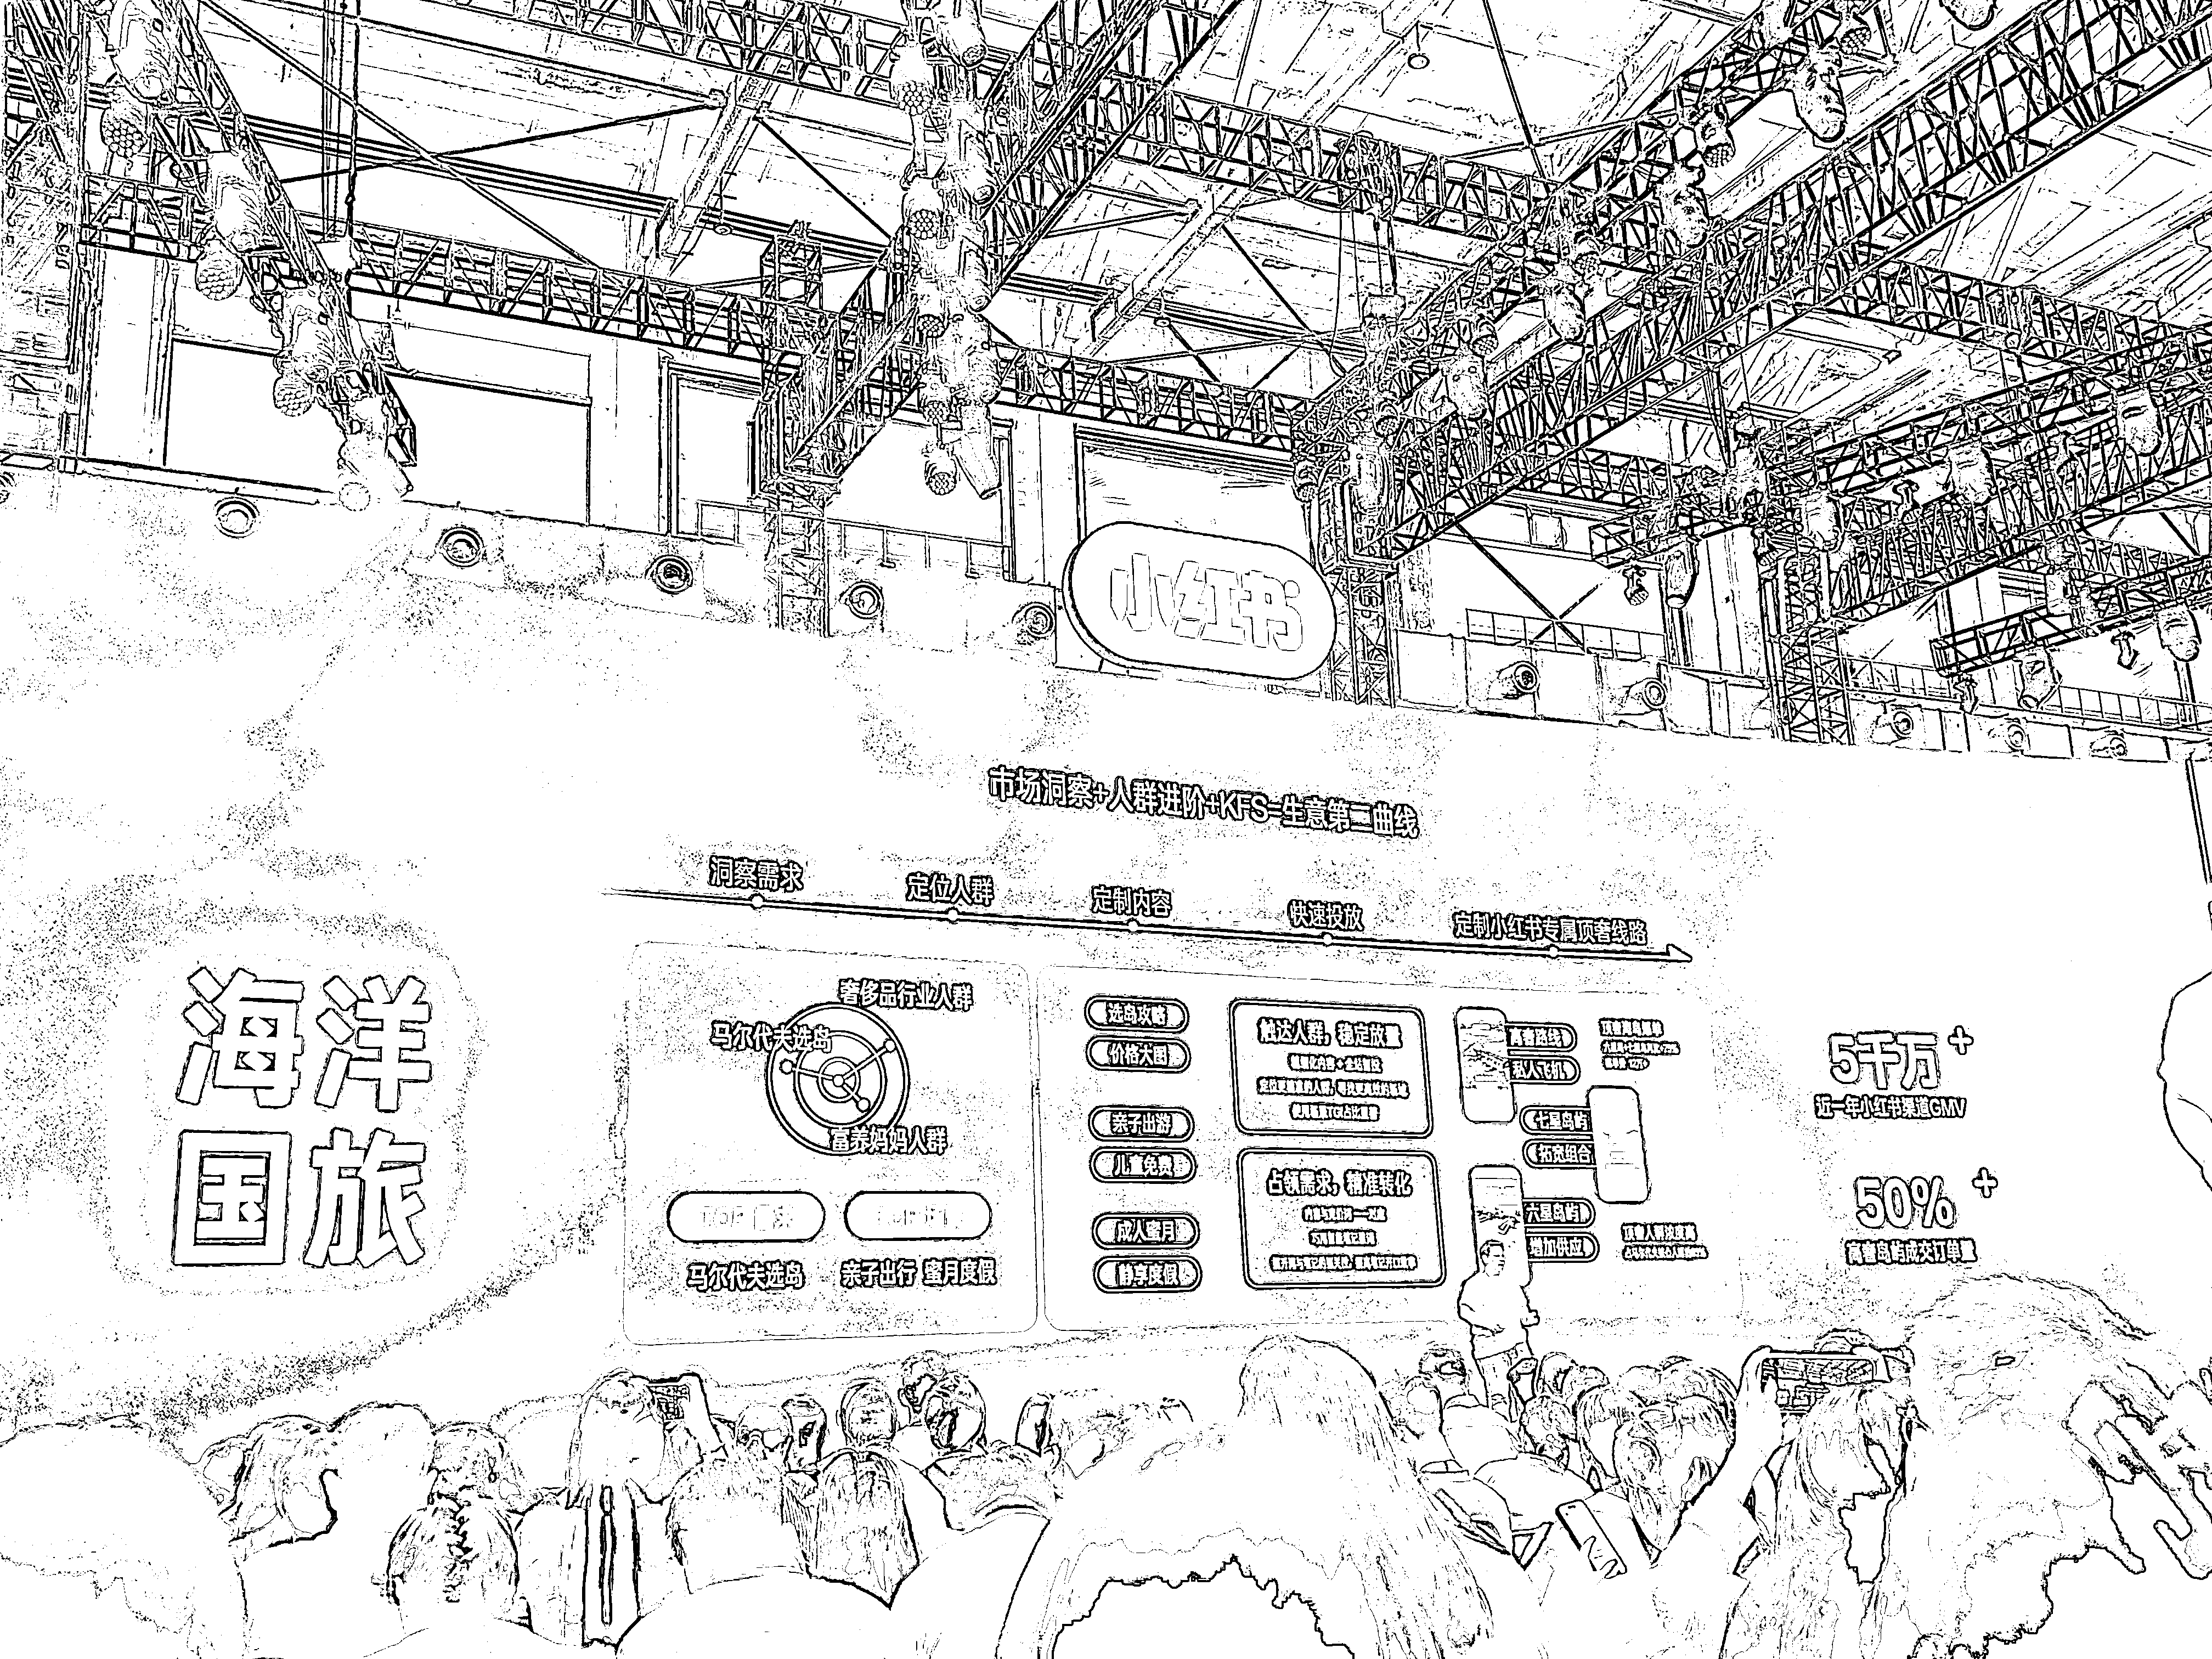 小红书
市场洞察+人群进阶+KFS=生意第二曲线
洞察需求
定位人群
定制内容
快速投放
定制小红书专属顶奢线路
海洋
国旅
奢侈品行业人群
马尔代夫选岛
富养妈妈人群
马尔代夫选岛
亲子出行 蜜月度假
选岛攻略
价格大图
亲子出游
儿童免费
成人蜜月
静享度假
触达人群，稳定放量
占领需求，精准转化
高奢路线
私人飞机
七星岛屿
拓宽组合
六星岛屿
增加供应
5千万+
近一年小红书渠道GMV
50%+
高奢岛屿成交订单量